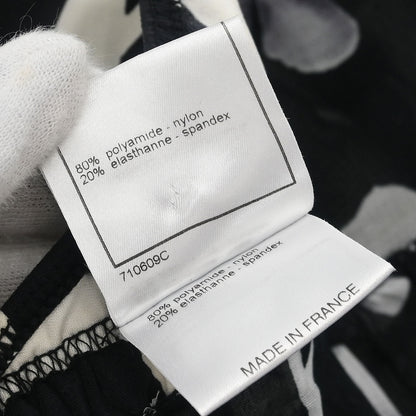 80% polyamide - nylon
20% elasthanne - spandex
710609C
80% polyamide - nylon
20% elasthanne - spandex
MADE IN FRANCE